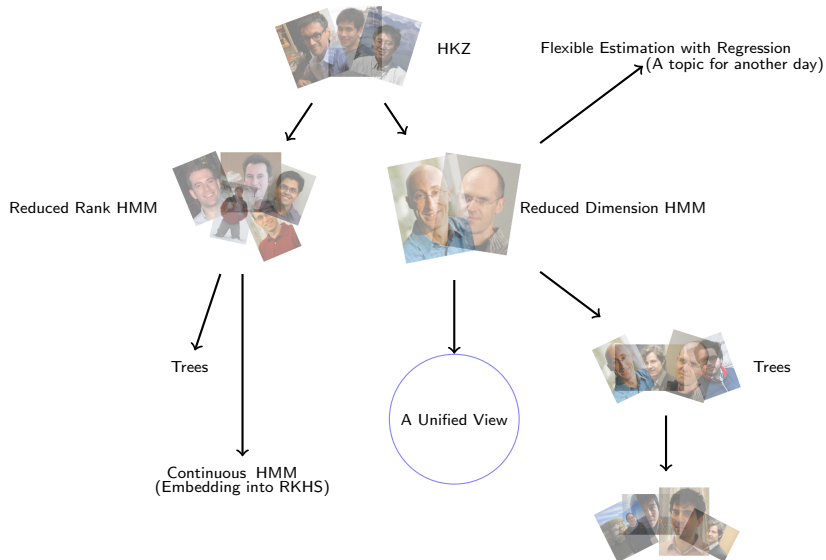 HKZ
Flexible Estimation with Regression
(A topic for another day)
Reduced Rank HMM
Reduced Dimension HMM
Trees
Trees
A Unified View
Continuous HMM
(Embedding into RKHS)